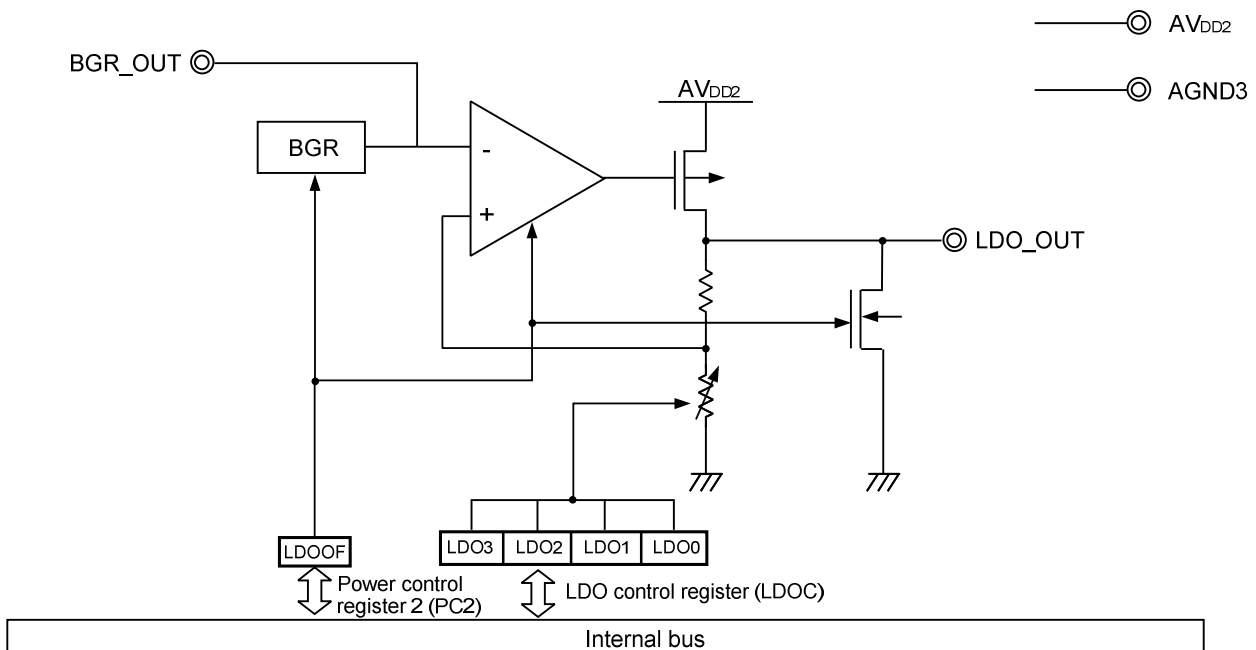 AVDD2
BGR_OUT
AVDD2
AGND3
BGR
-
+
LDO_OUT
LDOOF
LDO3 LDO2 LDO1 LDO0
Power control
register 2 (PC2)
LDO control register (LDOC)
Internal bus